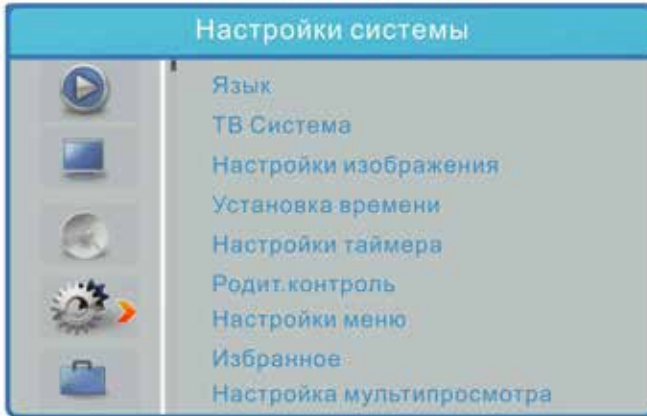 Настройки системы
Язык
ТВ Система
Настройки изображения
Установка времени
Настройки таймера
Родит.контроль
Настройки меню
Избранное
Настройка мультипросмотра